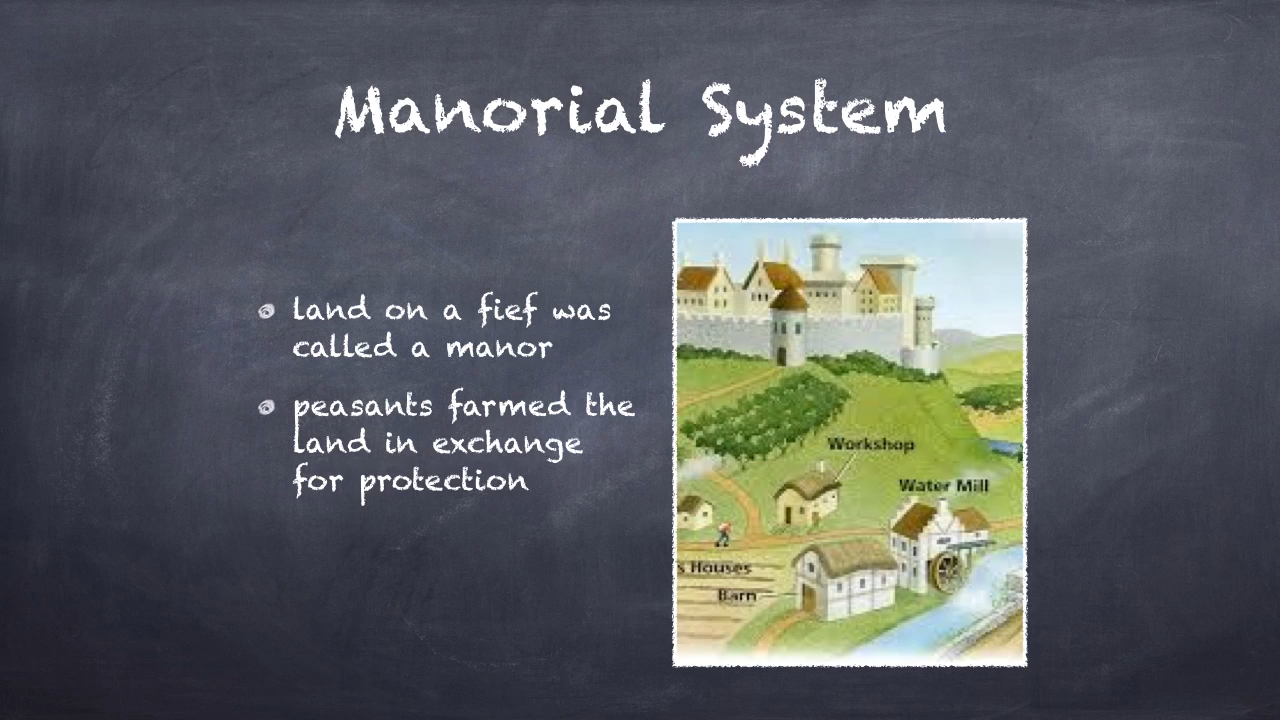 Manorial System
land on a fief was
called a manor
peasants farmed the
land in exchange
for protection
Workshop
Water Mill
s Houses
Barn